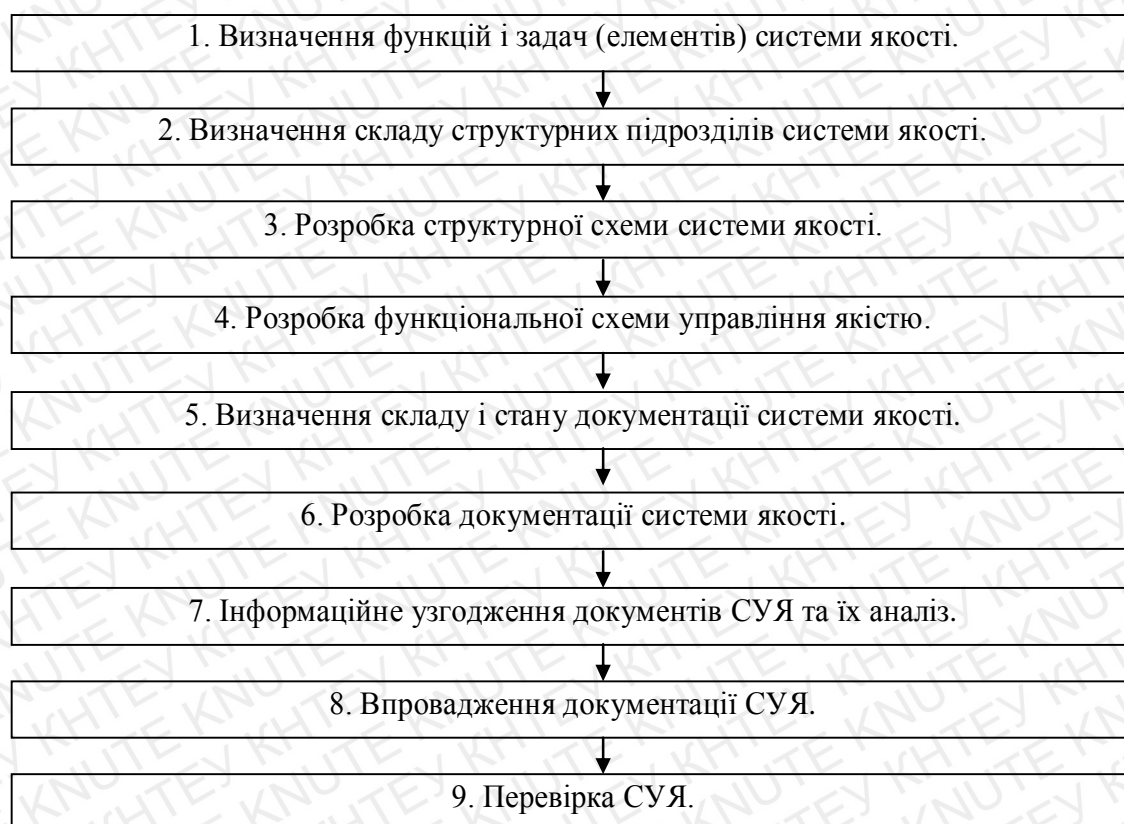 1. Визначення функцій і задач (елементів) системи якості.
2. Визначення складу структурних підрозділів системи якості.
3. Розробка структурної схеми системи якості.
4. Розробка функціональної схеми управління якістю.
5. Визначення складу і стану документації системи якості.
6. Розробка документації системи якості.
7. Інформаційне узгодження документів СУЯ та їх аналіз.
8. Впровадження документації СУЯ.
9. Перевірка СУЯ.